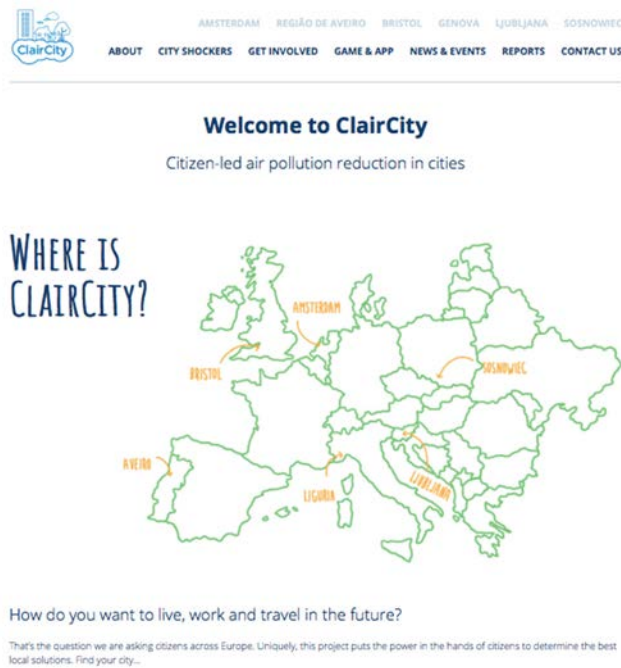 AMSTERDAM REGIÃO DE AVEIRO BRISTOL GENOVA LJUBLJANA SOSNOWIEC
ClairCity
ABOUT CITY SHOCKERS GET INVOLVED GAME & APP NEWS & EVENTS REPORTS CONTACT US
Welcome to ClairCity
Citizen-led air pollution reduction in cities
WHERE IS
CLAIRCITY?
AMSTERDAM
BRISTOL
SOSNOWIEC
AVEIRO
LIGURIA
LJUBLJANA
How do you want to live, work and travel in the future?
That's the question we are asking citizens across Europe. Uniquely, this project puts the power in the hands of citizens to determine the best
local solutions. Find your city...